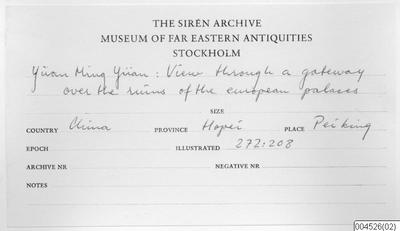 THE SIRÉN ARCHIVE
MUSEUM OF FAR EASTERN ANTIQUITIES
STOCKHOLM
Yüan Ming Yüan: View through a gateway
over the ruins of the european palaces
SIZE
COUNTRY China PROVINCE Hopei PLACE Peiking
EPOCH ILLUSTRATED 272:208
ARCHIVE NR NEGATIVE NR
NOTES
004526(02)